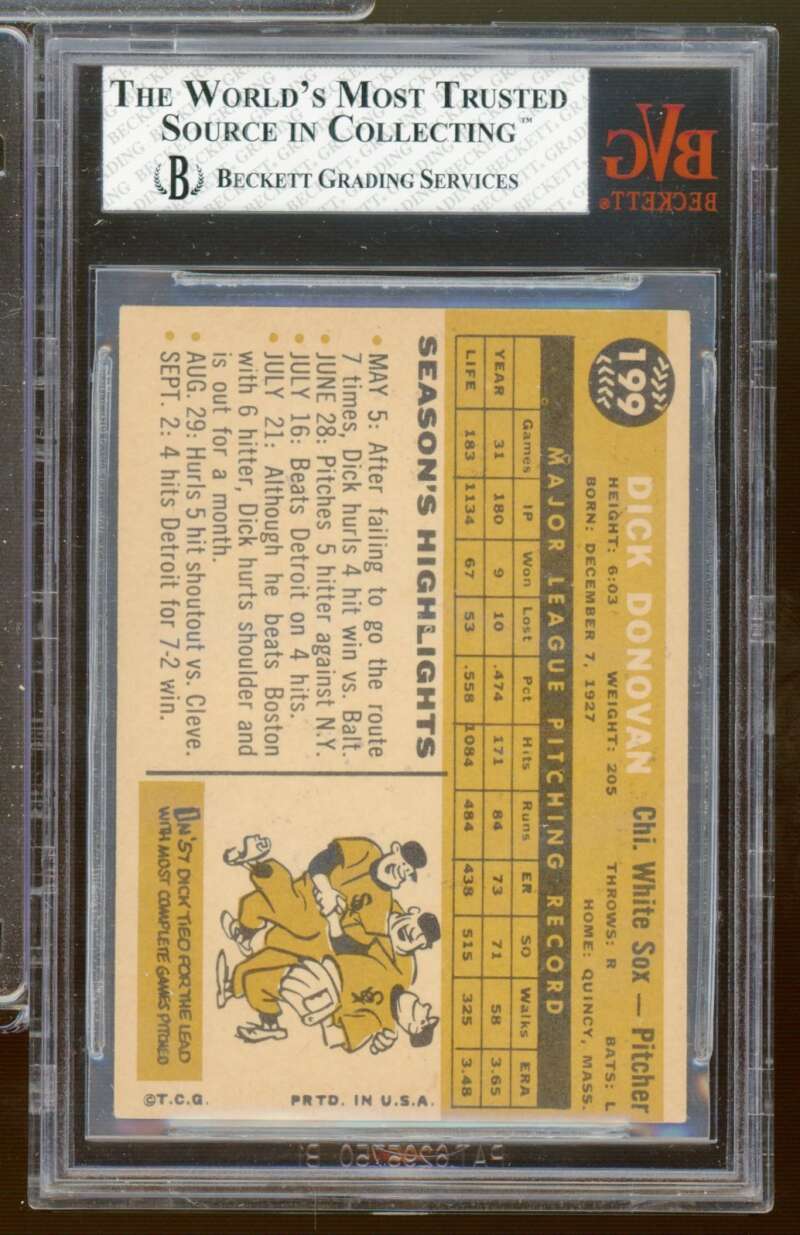 THE WORLD'S MOST TRUSTED
SOURCE IN COLLECTING™
B BECKETT GRADING SERVICES
BVG
BECKETT®
199
DICK DONOVAN Chi. White Sox — Pitcher
HEIGHT: 6:03 WEIGHT: 205 THROWS: R BATS: L
BORN: DECEMBER 7, 1927 HOME: QUINCY, MASS.
MAJOR LEAGUE PITCHING RECORD
Games IP Won Lost Pct Hits Runs ER SO Walks ERA
YEAR 31 180 9 10 .474 171 84 73 71 58 3.65
LIFE 183 1134 67 53 .558 1084 484 438 515 325 3.48
SEASON'S HIGHLIGHTS
• MAY 5: After failing to go the route
7 times, Dick hurls 4 hit win vs. Balt.
• JUNE 28: Pitches 5 hitter against N.Y.
• JULY 16: Beats Detroit on 4 hits.
• JULY 21: Although he beats Boston
with 6 hitter, Dick hurts shoulder and
is out for a month.
• AUG. 29: Hurls 5 hit shoutout vs. Cleve.
• SEPT. 2: 4 hits Detroit for 7-2 win.
IN '57 DICK TIED FOR THE LEAD
WITH MOST COMPLETE GAMES PITCHED
©T.C.G. PRTD. IN U.S.A.